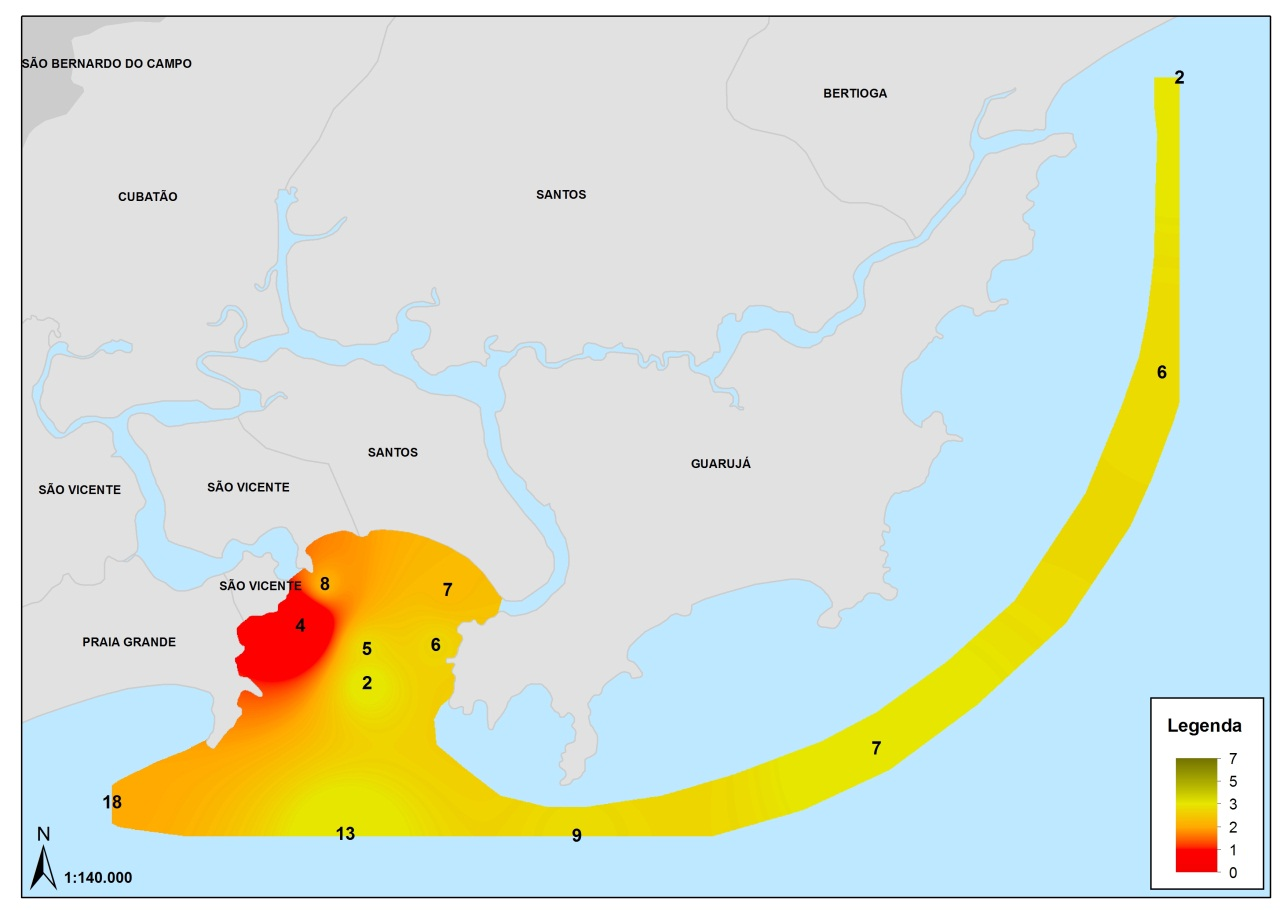 SÃO BERNARDO DO CAMPO
2
BERTIOGA
CUBATÃO
SANTOS
6
SANTOS
GUARUJÁ
SÃO VICENTE
SÃO VICENTE
SÃO VICENTE
8
7
4
PRAIA GRANDE
5
6
2
7
18
13
9
Legenda
7
5
3
2
1
0
N
1:140.000